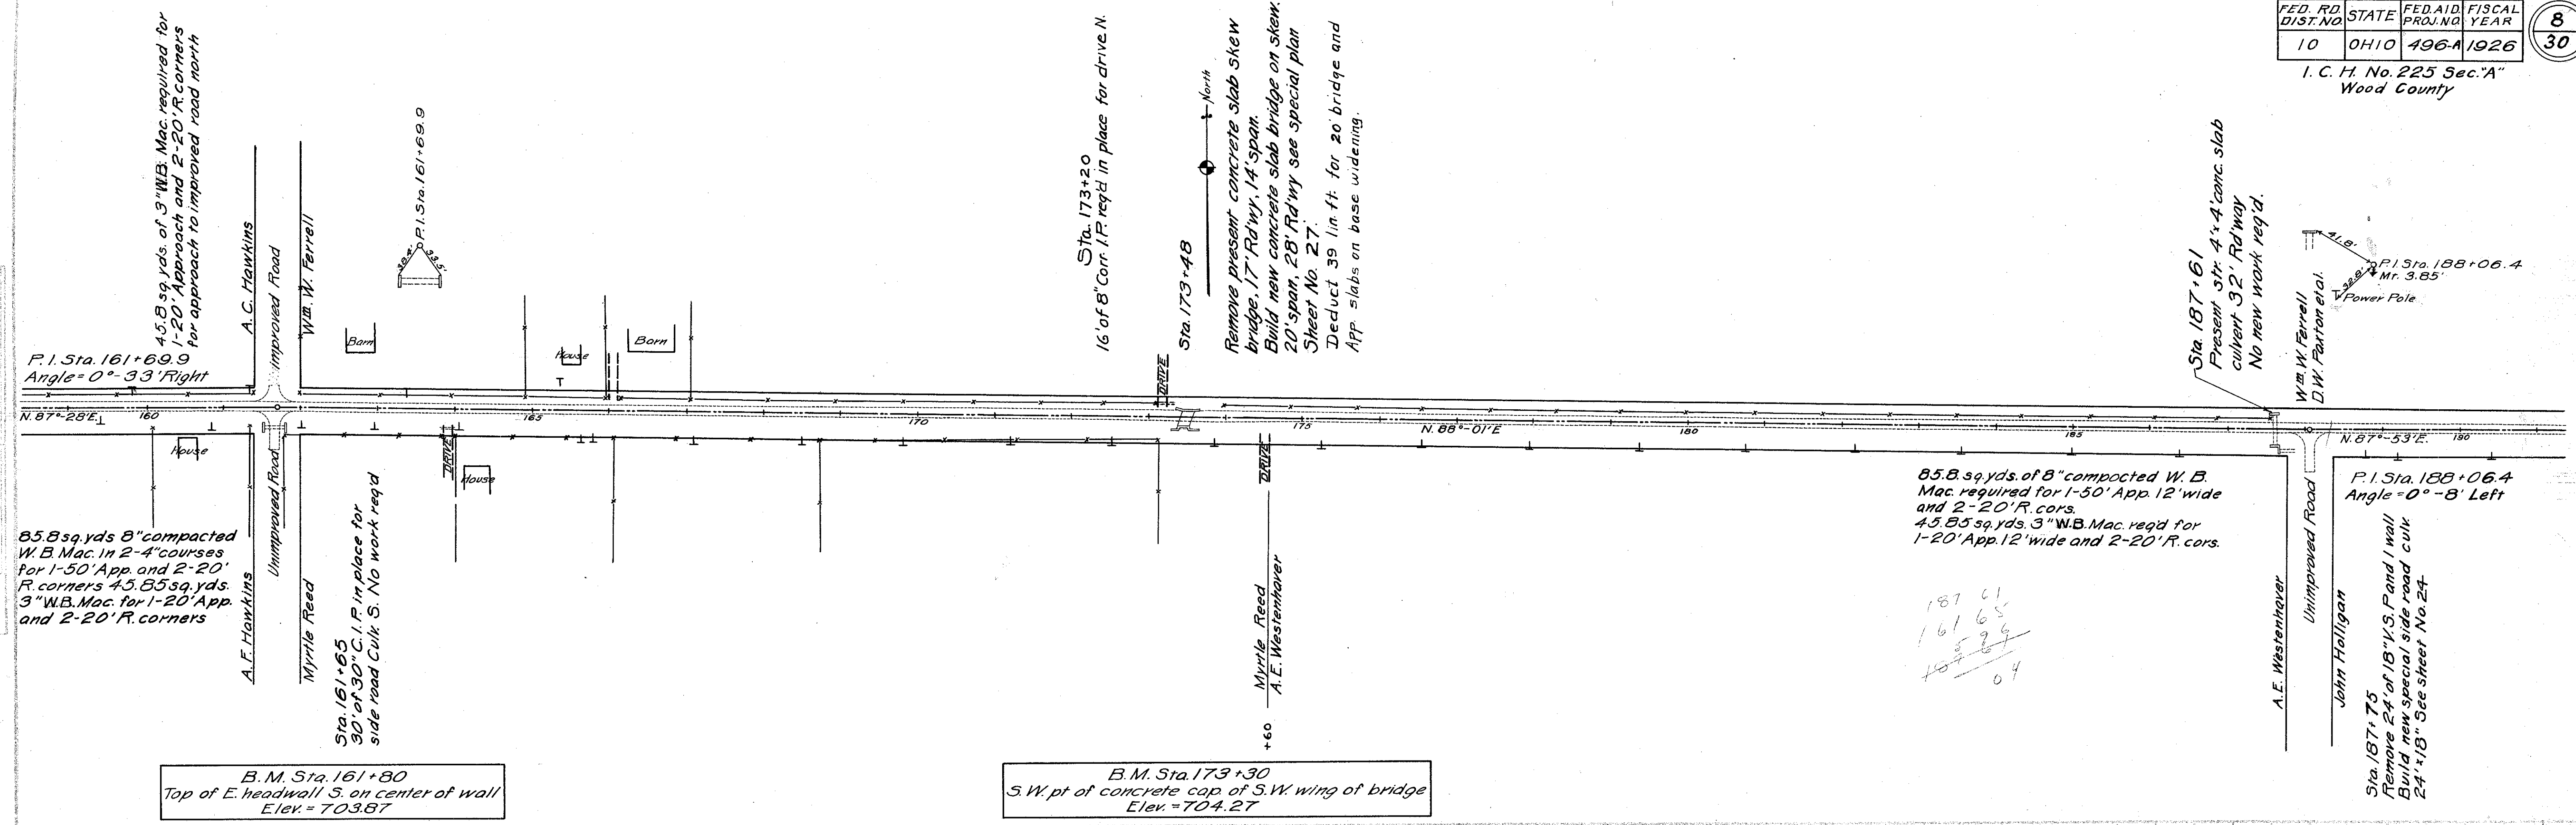 FED. RD. DIST. NO. STATE FED. AID PROJ. NO. FISCAL YEAR
10 OHIO 496-A 1926
8
30
I. C. H. No. 225 Sec. "A"
Wood County
45.8 sq. yds. of 3" W.B. Mac. required for
1-20' Approach and 2-20' R. corners
for approach to improved road north
A. C. Hawkins
Improved Road
Wm. W. Ferrell
P.I. Sta. 161+69.9
33.5'
Barn
House
Barn
T
P. I. Sta. 161+69.9
Angle = 0°-33' Right
Sta. 173+20
16' of 8" Corr. I.P. req'd in place for drive N.
DRIVE
Sta. 173+48
North
Remove present concrete slab skew
bridge, 17' Rd'wy, 14' span.
Build new concrete slab bridge on skew.
20' span, 28' Rd'wy see special plan
Sheet No. 27.
Deduct 39 lin. ft. for 20' bridge and
App. slabs on base widening.
Sta. 187+61
Present str. 4'x4' conc. slab
culvert 32' Rd'way
No new work req'd.
Wm. W. Ferrell
D.W. Paxton et al.
41.8'
P.I. Sta. 188+06.4
Mr. 3.85'
32.9'
Power Pole
N. 87°-28' E.
160
165
170
175
N. 88°-01' E
180
185
N. 87°-53' E.
190
House
Unimproved Road
DRIVE
House
DRIVE
85.8 sq. yds 8" compacted
W. B. Mac. in 2-4" courses
for 1-50' App. and 2-20'
R. corners 45.85 sq. yds.
3" W.B. Mac. for 1-20' App.
and 2-20' R. corners
A.F. Hawkins
Myrtle Reed
Sta. 161+65
30' of 30" C.I.P. in place for
side road Culv. S. No work req'd
Myrtle Reed
A.E. Westenhaver
+60
85.8 sq. yds. of 8" compacted W. B.
Mac. required for 1-50' App. 12' wide
and 2-20' R. cors.
45.85 sq. yds. 3" W.B. Mac. req'd for
1-20' App. 12' wide and 2-20' R. cors.
187 61
161 65
04
A.E. Westenhaver
Unimproved Road
John Holligan
P.I. Sta. 188+06.4
Angle = 0°-8' Left
Sta. 187+75
Remove 24' of 18" V.S.P. and 1 wall
Build new special side road culv.
24' x 18" See sheet No. 24
B. M. Sta. 161+80
Top of E. headwall S. on center of wall
Elev. = 703.87
B. M. Sta. 173+30
S. W. pt of concrete cap. of S. W. wing of bridge
Elev. = 704.27